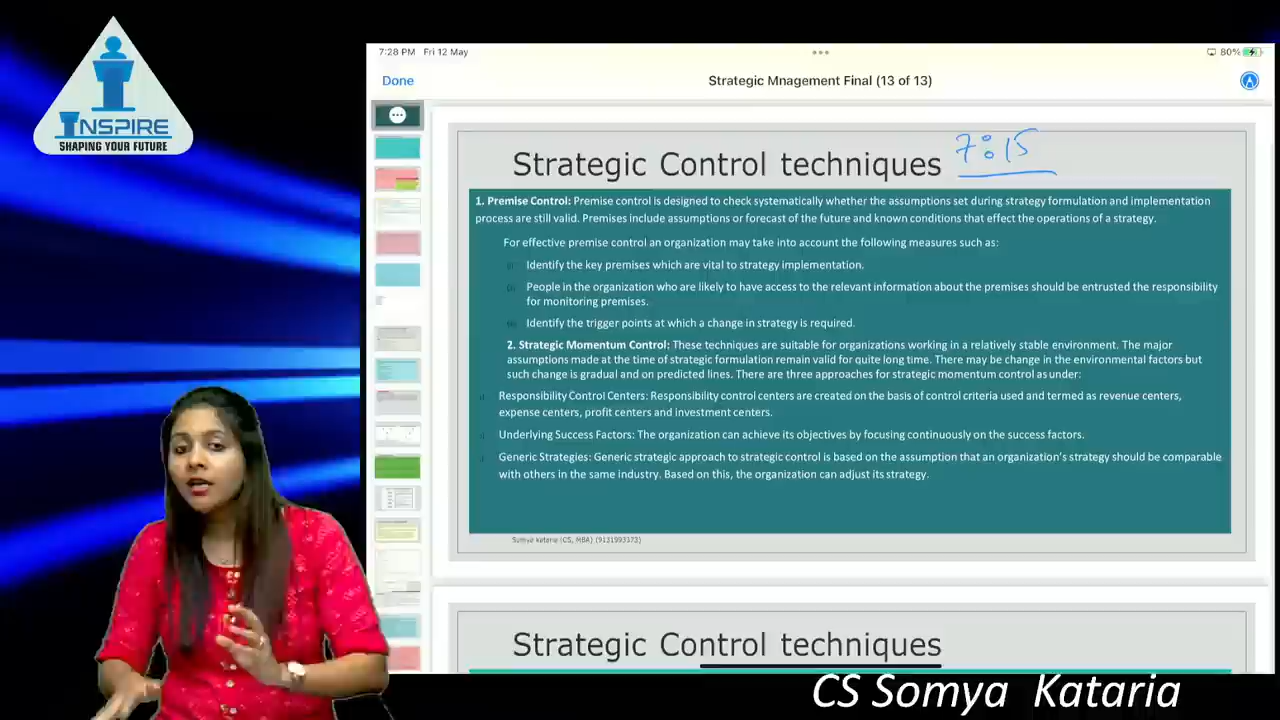 INSPIRE
SHAPING YOUR FUTURE
7:28 PM Fri 12 May
80%
Done
Strategic Mnagement Final (13 of 13)
Strategic Control techniques 7:15
1. Premise Control: Premise control is designed to check systematically whether the assumptions set during strategy formulation and implementation
process are still valid. Premises include assumptions or forecast of the future and known conditions that effect the operations of a strategy.
For effective premise control an organization may take into account the following measures such as:
Identify the key premises which are vital to strategy implementation.
People in the organization who are likely to have access to the relevant information about the premises should be entrusted the responsibility
for monitoring premises.
Identify the trigger points at which a change in strategy is required.
2. Strategic Momentum Control: These techniques are suitable for organizations working in a relatively stable environment. The major
assumptions made at the time of strategic formulation remain valid for quite long time. There may be change in the environmental factors but
such change is gradual and on predicted lines. There are three approaches for strategic momentum control as under:
Responsibility Control Centers: Responsibility control centers are created on the basis of control criteria used and termed as revenue centers,
expense centers, profit centers and investment centers.
Underlying Success Factors: The organization can achieve its objectives by focusing continuously on the success factors.
Generic Strategies: Generic strategic approach to strategic control is based on the assumption that an organization's strategy should be comparable
with others in the same industry. Based on this, the organization can adjust its strategy.
Somya kataria (CS, MBA) (9131993373)
Strategic Control techniques
CS Somya Kataria